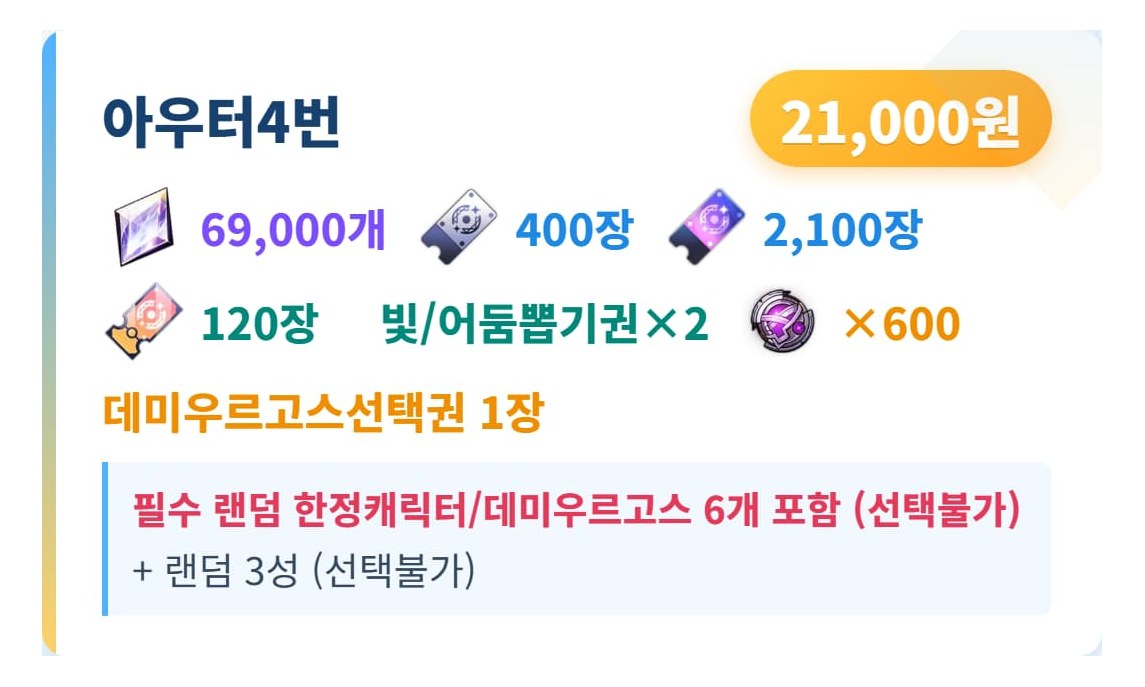 아우터4번 21,000원
69,000개 400장 2,100장
120장 빛/어둠뽑기권×2 ×600
데미우르고스선택권 1장
필수 랜덤 한정캐릭터/데미우르고스 6개 포함 (선택불가)
+ 랜덤 3성 (선택불가)